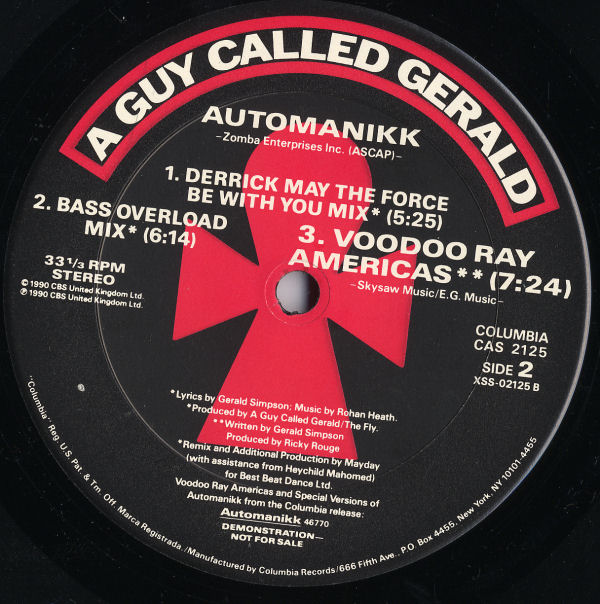 A GUY CALLED GERALD
AUTOMANIKK
–Zomba Enterprises Inc. (ASCAP)–
1. DERRICK MAY THE FORCE
BE WITH YOU MIX* (5:25)
2. BASS OVERLOAD
MIX* (6:14)
3. VOODOO RAY
AMERICAS** (7:24)
–Skysaw Music/E.G. Music–
33 1/3 RPM
STEREO
© 1990 CBS United Kingdom Ltd.
℗ 1990 CBS United Kingdom Ltd.
COLUMBIA
CAS 2125
SIDE 2
XSS-02125 B
*Lyrics by Gerald Simpson; Music by Rohan Heath.
*Produced by A Guy Called Gerald/The Fly.
**Written by Gerald Simpson
Produced by Ricky Rouge
*Remix and Additional Production by Mayday
(with assistance from Heychild Mahomed)
for Best Beat Dance Ltd.
Voodoo Ray Americas and Special Versions of
Automanikk from the Columbia release:
Automanikk 46770
DEMONSTRATION–
NOT FOR SALE
"Columbia", Reg. U.S. Pat. & Tm. Off. Marca Registrada./Manufactured by Columbia Records/666 Fifth Ave., P.O. Box 4455, New York, NY 10101-4455